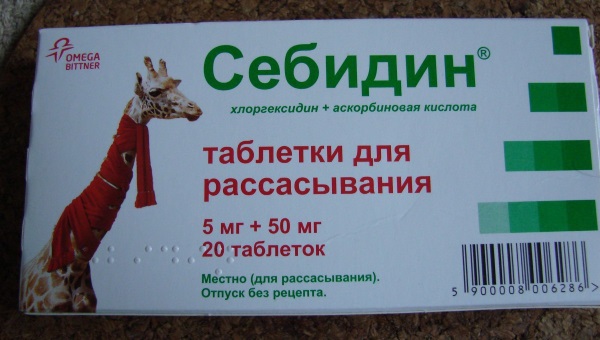 OMEGA
BITTNER
Себидин®
хлоргексидин + аскорбиновая кислота
таблетки для
рассасывания
5 мг + 50 мг
20 таблеток
Местно (для рассасывания).
Отпуск без рецепта.
5 900008 006286 >